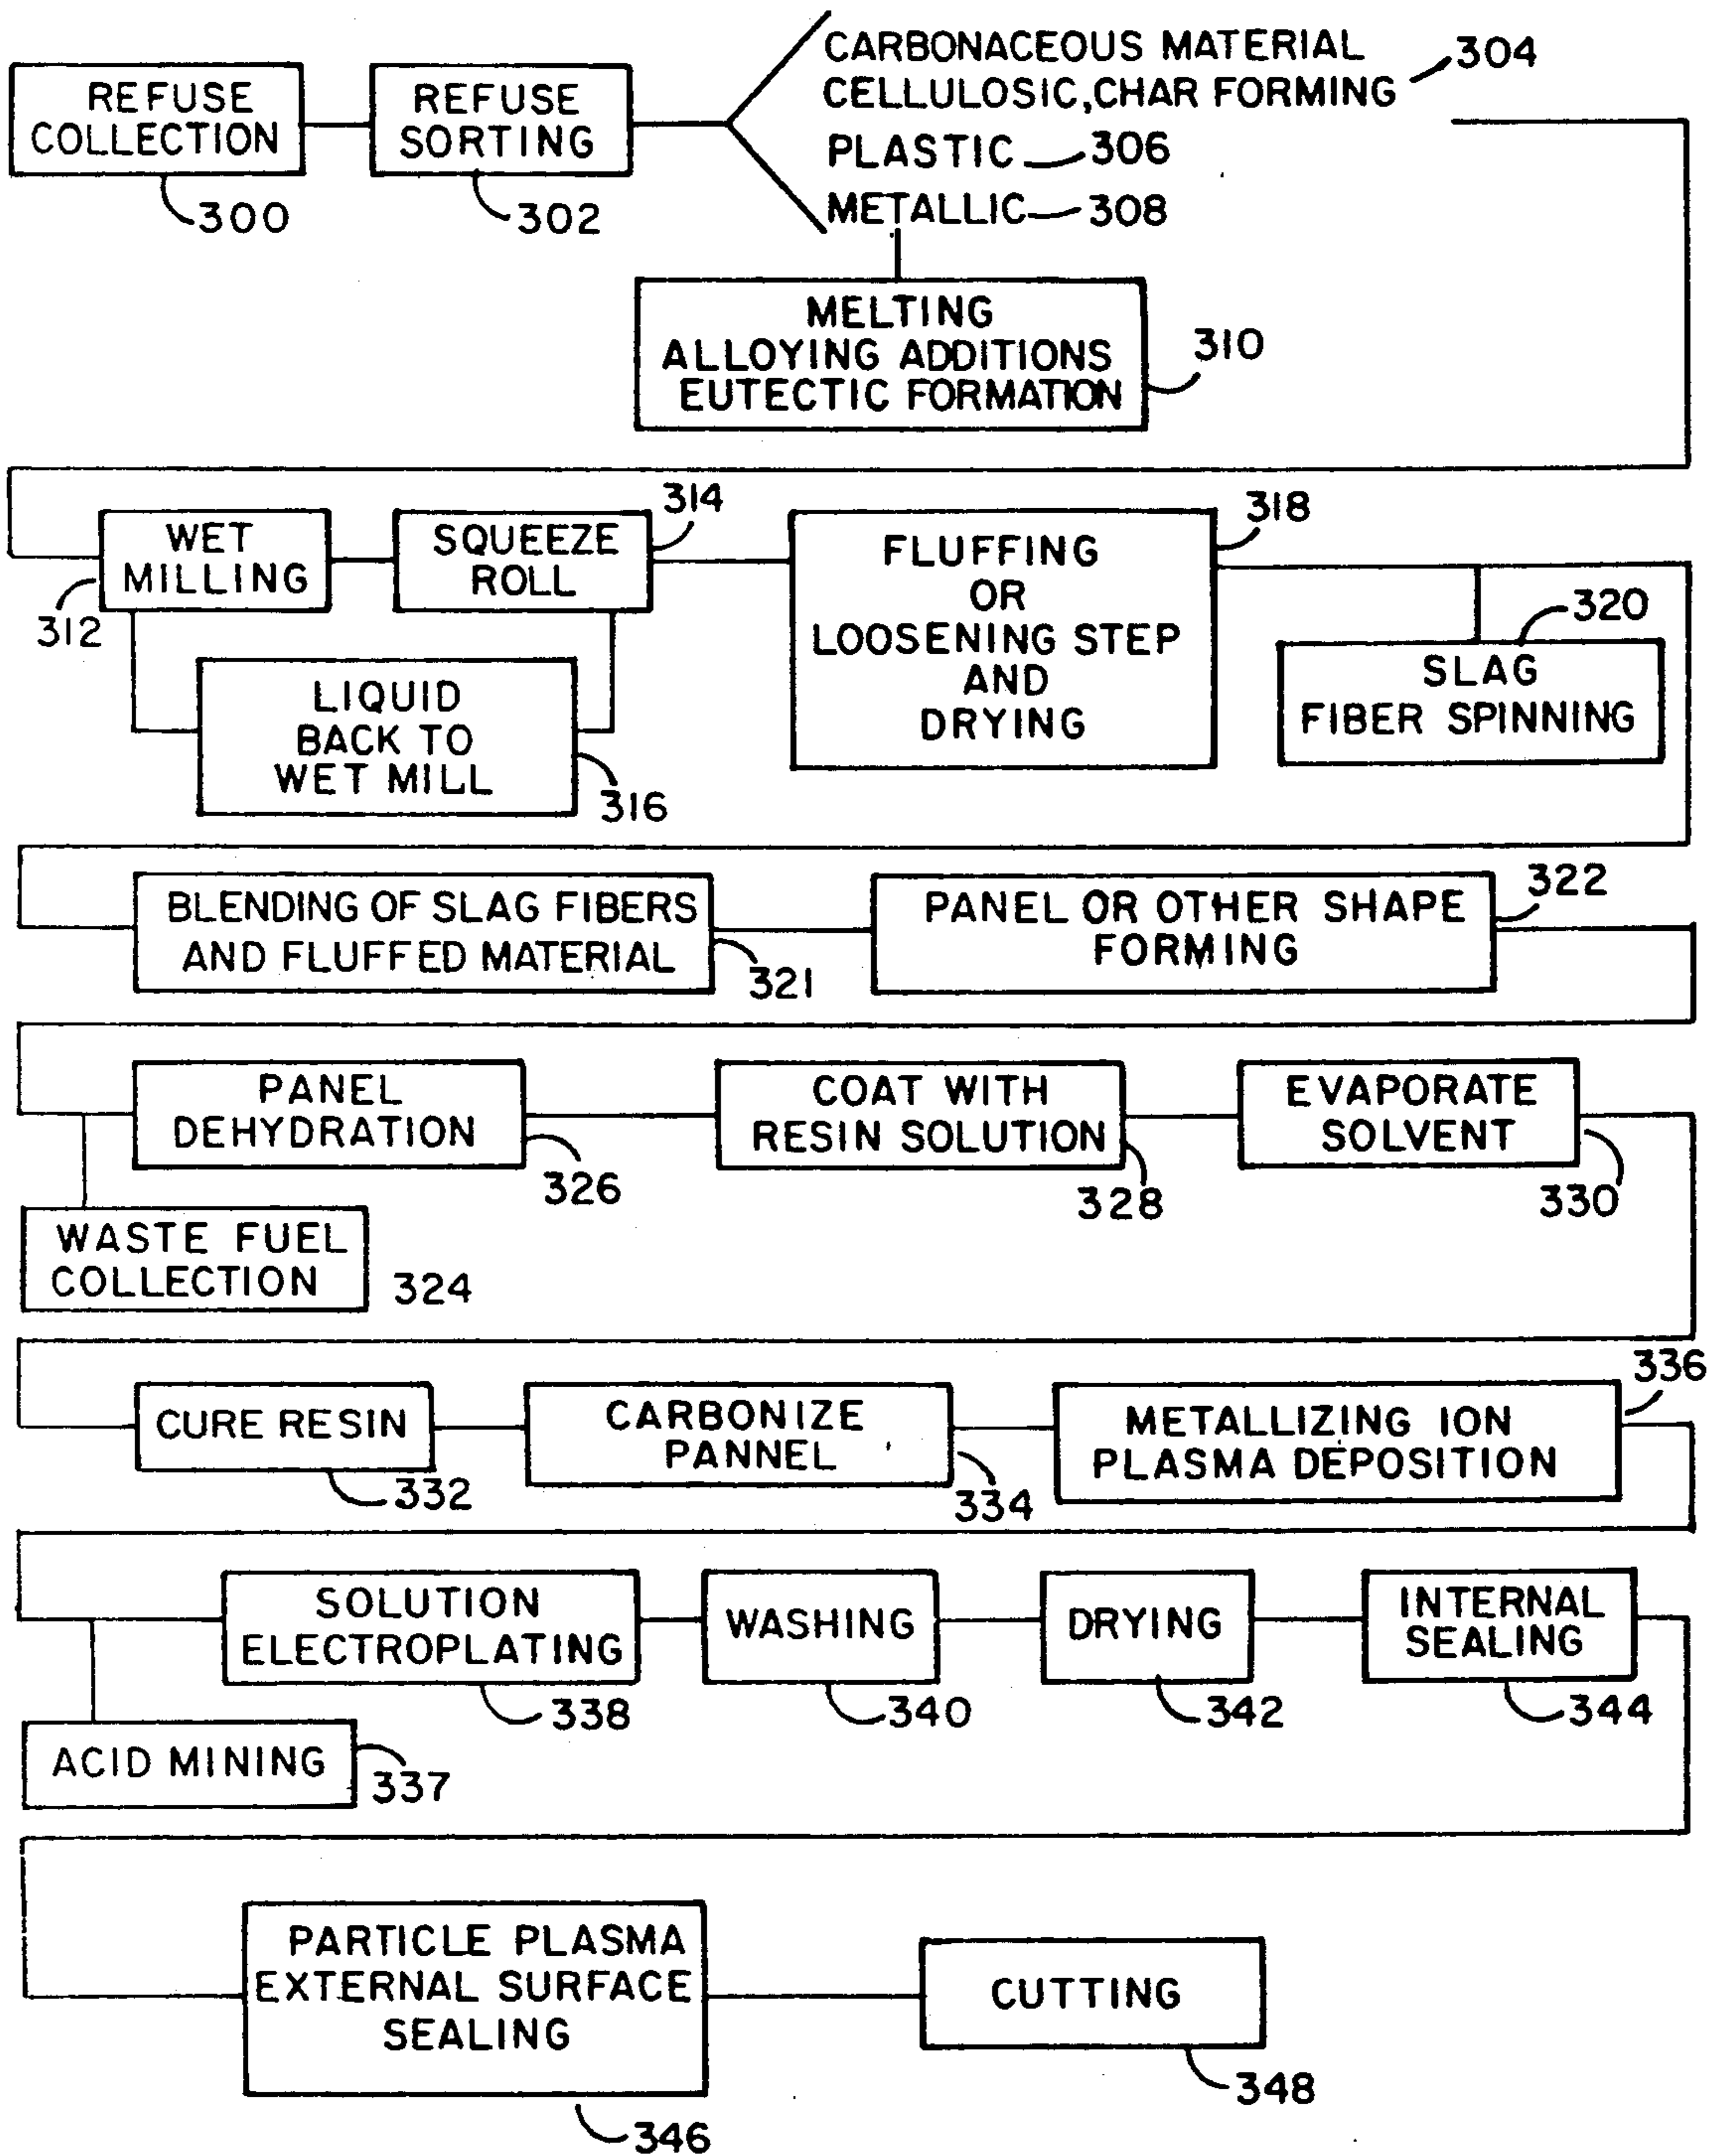 REFUSE
COLLECTION
300
REFUSE
SORTING
302
CARBONACEOUS MATERIAL
CELLULOSIC, CHAR FORMING
304
PLASTIC 306
METALLIC 308
MELTING
ALLOYING ADDITIONS
EUTECTIC FORMATION
310
WET
MILLING
312
SQUEEZE
ROLL
314
LIQUID
BACK TO
WET MILL
316
FLUFFING
OR
LOOSENING STEP
AND
DRYING
318
SLAG
FIBER SPINNING
320
BLENDING OF SLAG FIBERS
AND FLUFFED MATERIAL
321
PANEL OR OTHER SHAPE
FORMING
322
PANEL
DEHYDRATION
326
COAT WITH
RESIN SOLUTION
328
EVAPORATE
SOLVENT
330
WASTE FUEL
COLLECTION
324
CURE RESIN
332
CARBONIZE
PANNEL
334
METALLIZING ION
PLASMA DEPOSITION
336
SOLUTION
ELECTROPLATING
338
WASHING
340
DRYING
342
INTERNAL
SEALING
344
ACID MINING
337
PARTICLE PLASMA
EXTERNAL SURFACE
SEALING
346
CUTTING
348